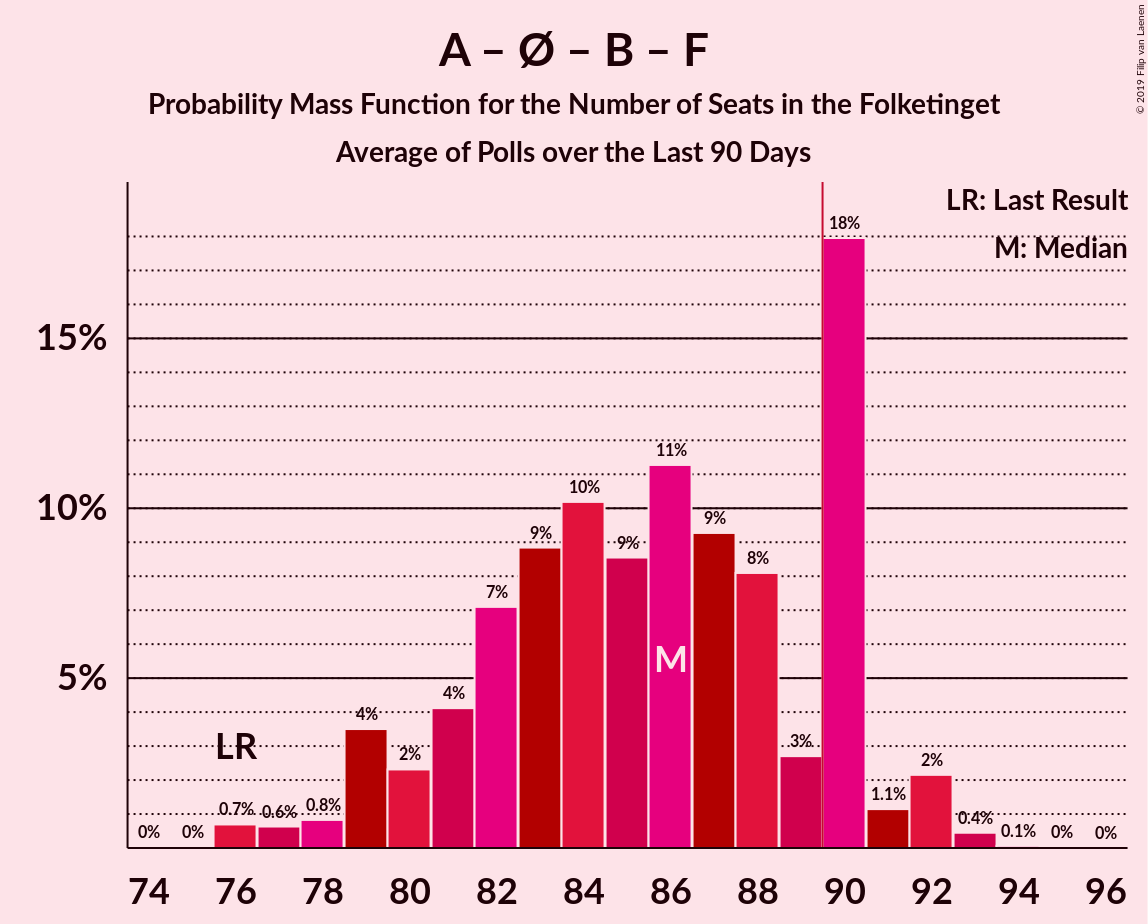 A – Ø – B – F
Probability Mass Function for the Number of Seats in the Folketinget
Average of Polls over the Last 90 Days
© 2019 Filip van Laenen
LR: Last Result
M: Median
18%
15%
11%
10%
10%
9%
9%
9%
8%
7%
M
5%
4%
4%
LR
2%
3%
2%
0%
0%
0.7%
0.6%
0.8%
1.1%
0.4%
0.1%
0%
0%
74 76 78 80 82 84 86 88 90 92 94 96